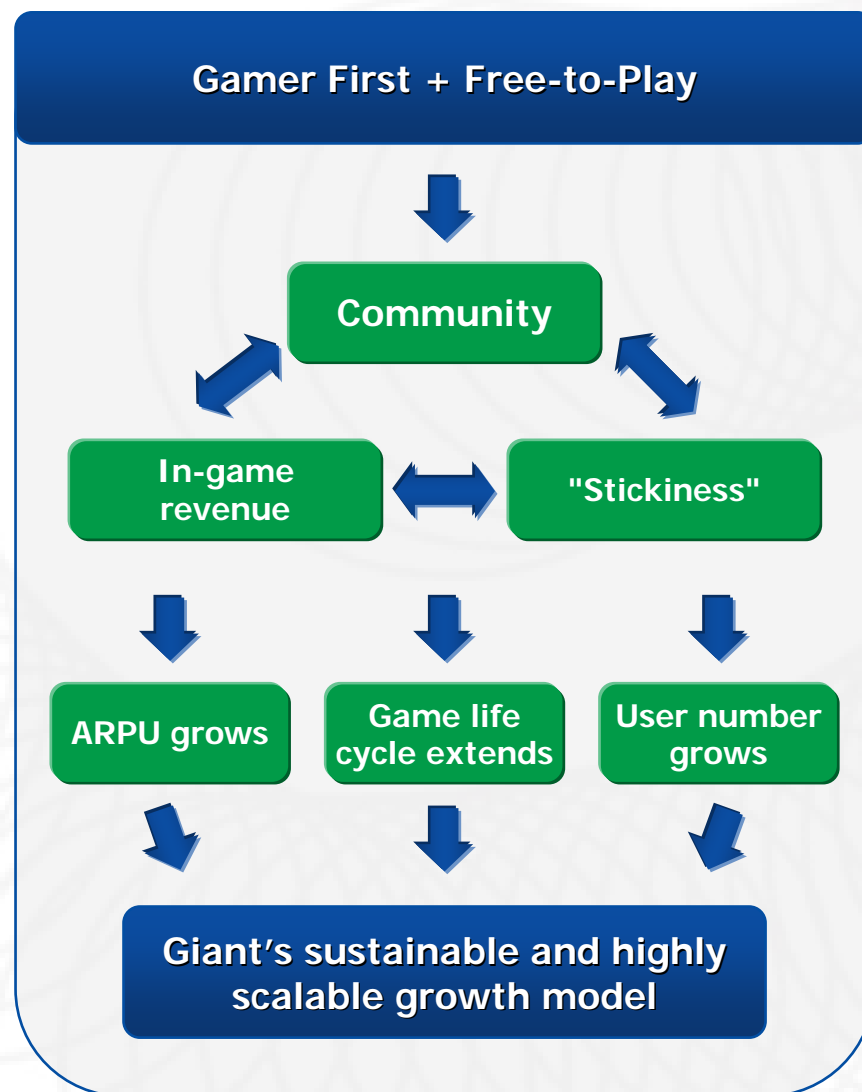 Gamer First + Free-to-Play
Community
In-game
revenue
"Stickiness"
ARPU grows
Game life
cycle extends
User number
grows
Giant’s sustainable and highly
scalable growth model